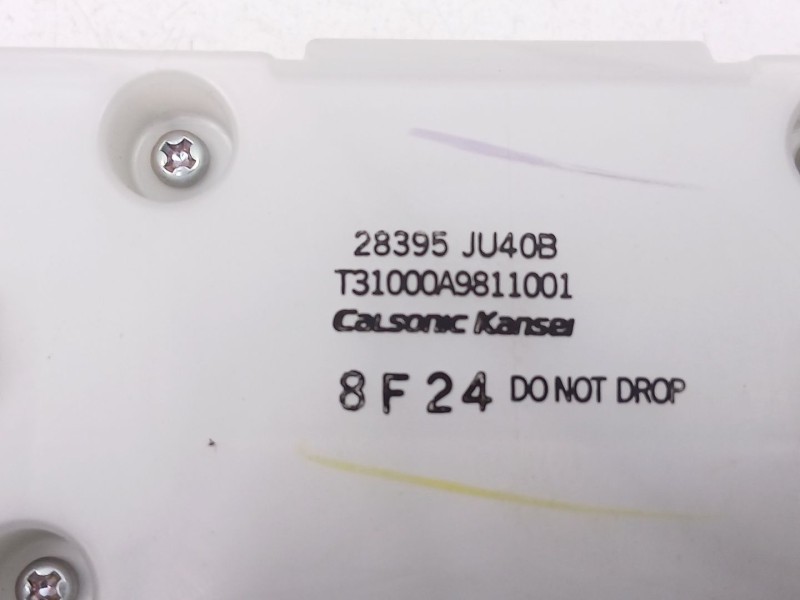 28395 JU40B
T31000A9811001
Calsonic Kansei
8 F 24 DO NOT DROP